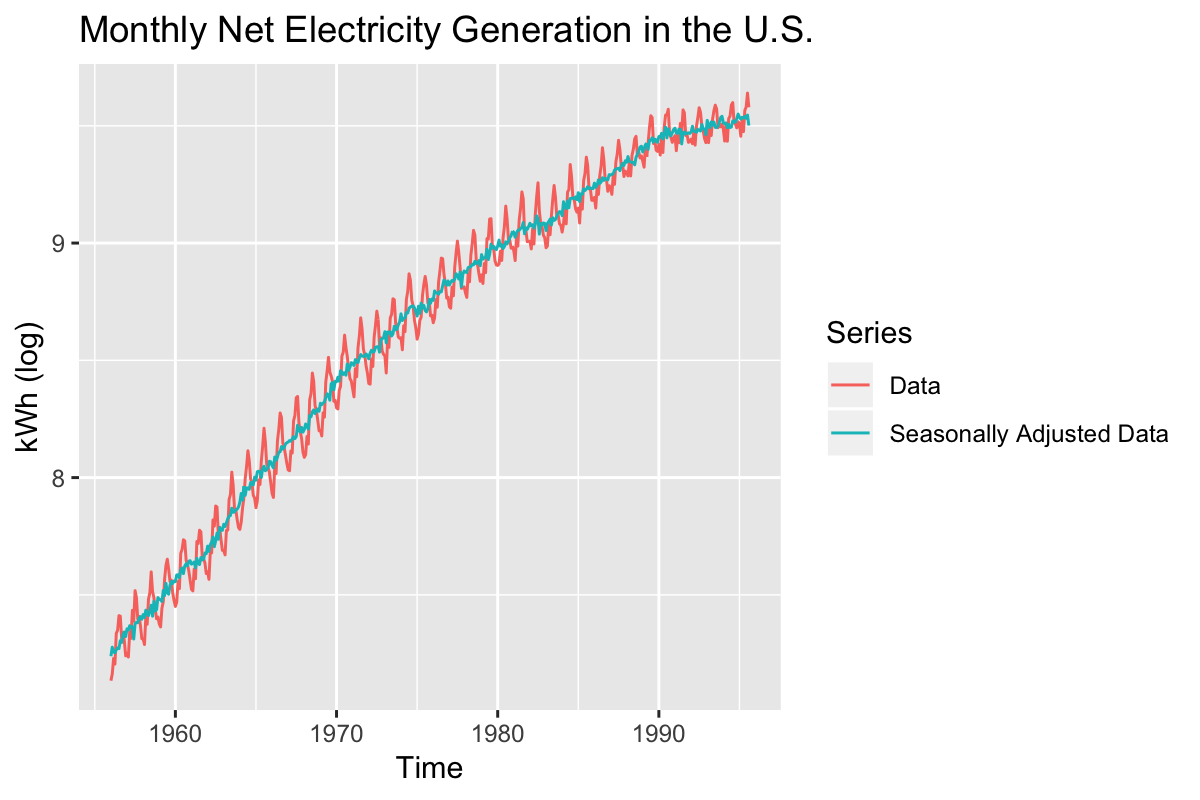 Monthly Net Electricity Generation in the U.S.
9
8
kWh (log)
1960 1970 1980 1990
Time
Series
Data
Seasonally Adjusted Data